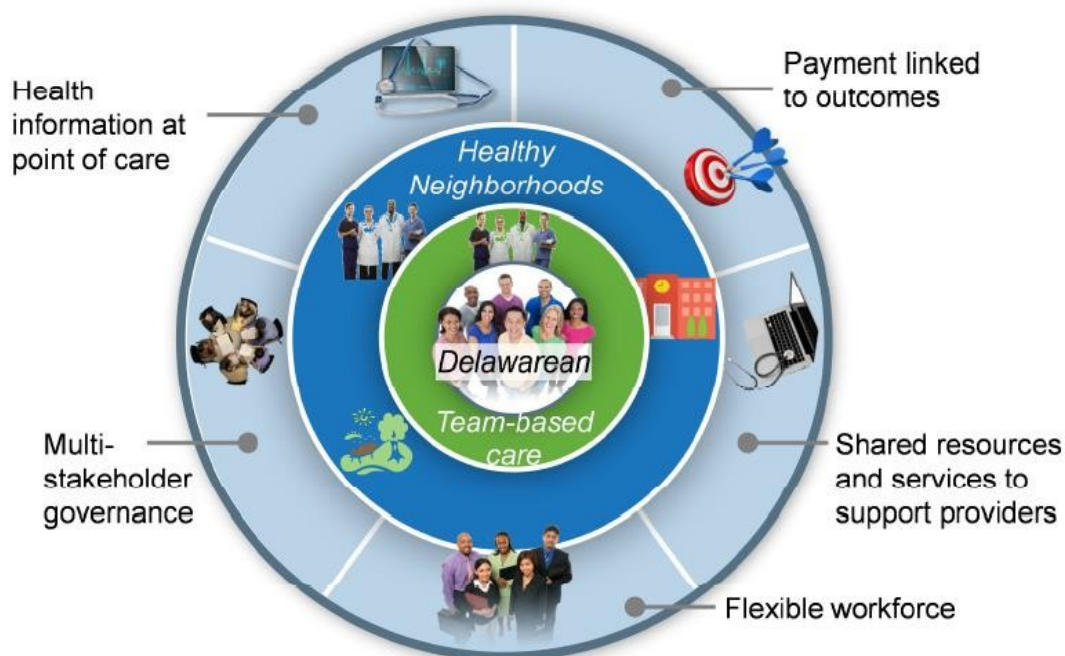 Health
information at
point of care
Payment linked
to outcomes
Healthy
Neighborhoods
Delawarean
Team-based
care
Multi-
stakeholder
governance
Shared resources
and services to
support providers
Flexible workforce